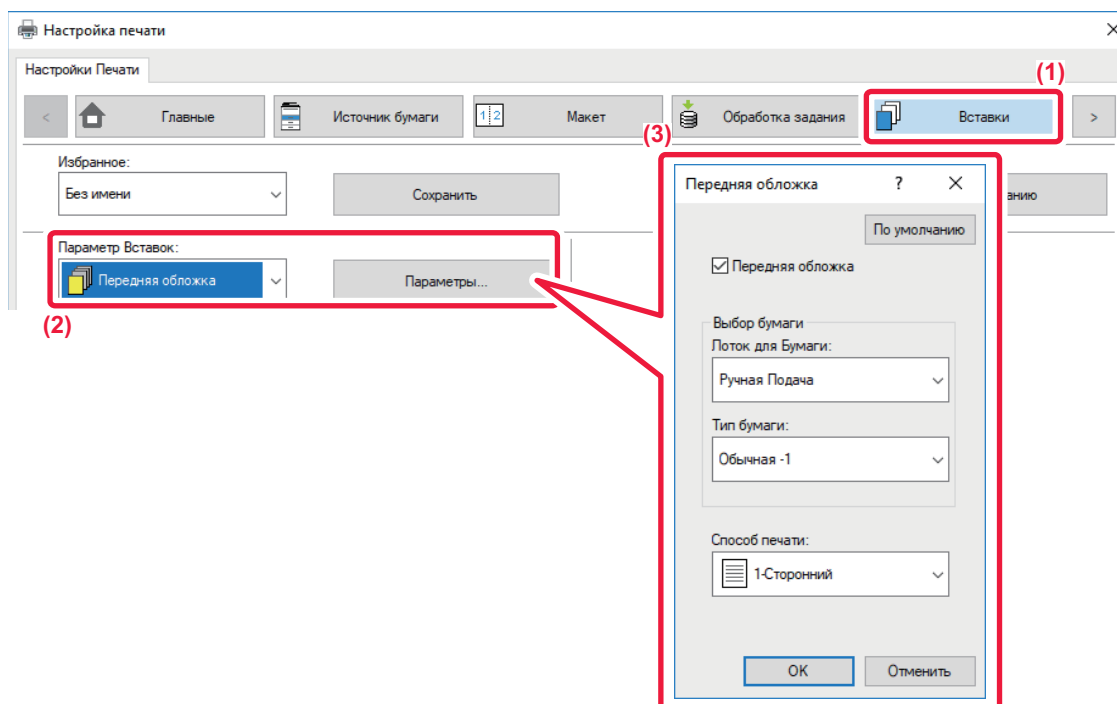 Настройка печати
Настройки Печати
(1)
<
Главные
Источник бумаги
1 2
Макет
Обработка задания
Вставки
>
(3)
Избранное:
Без имени
Сохранить
анию
Параметр Вставок:
Передняя обложка
Параметры...
(2)
Передняя обложка
?
По умолчанию
Передняя обложка
Выбор бумаги
Лоток для Бумаги:
Ручная Подача
Тип бумаги:
Обычная -1
Способ печати:
1-Сторонний
OK
Отменить